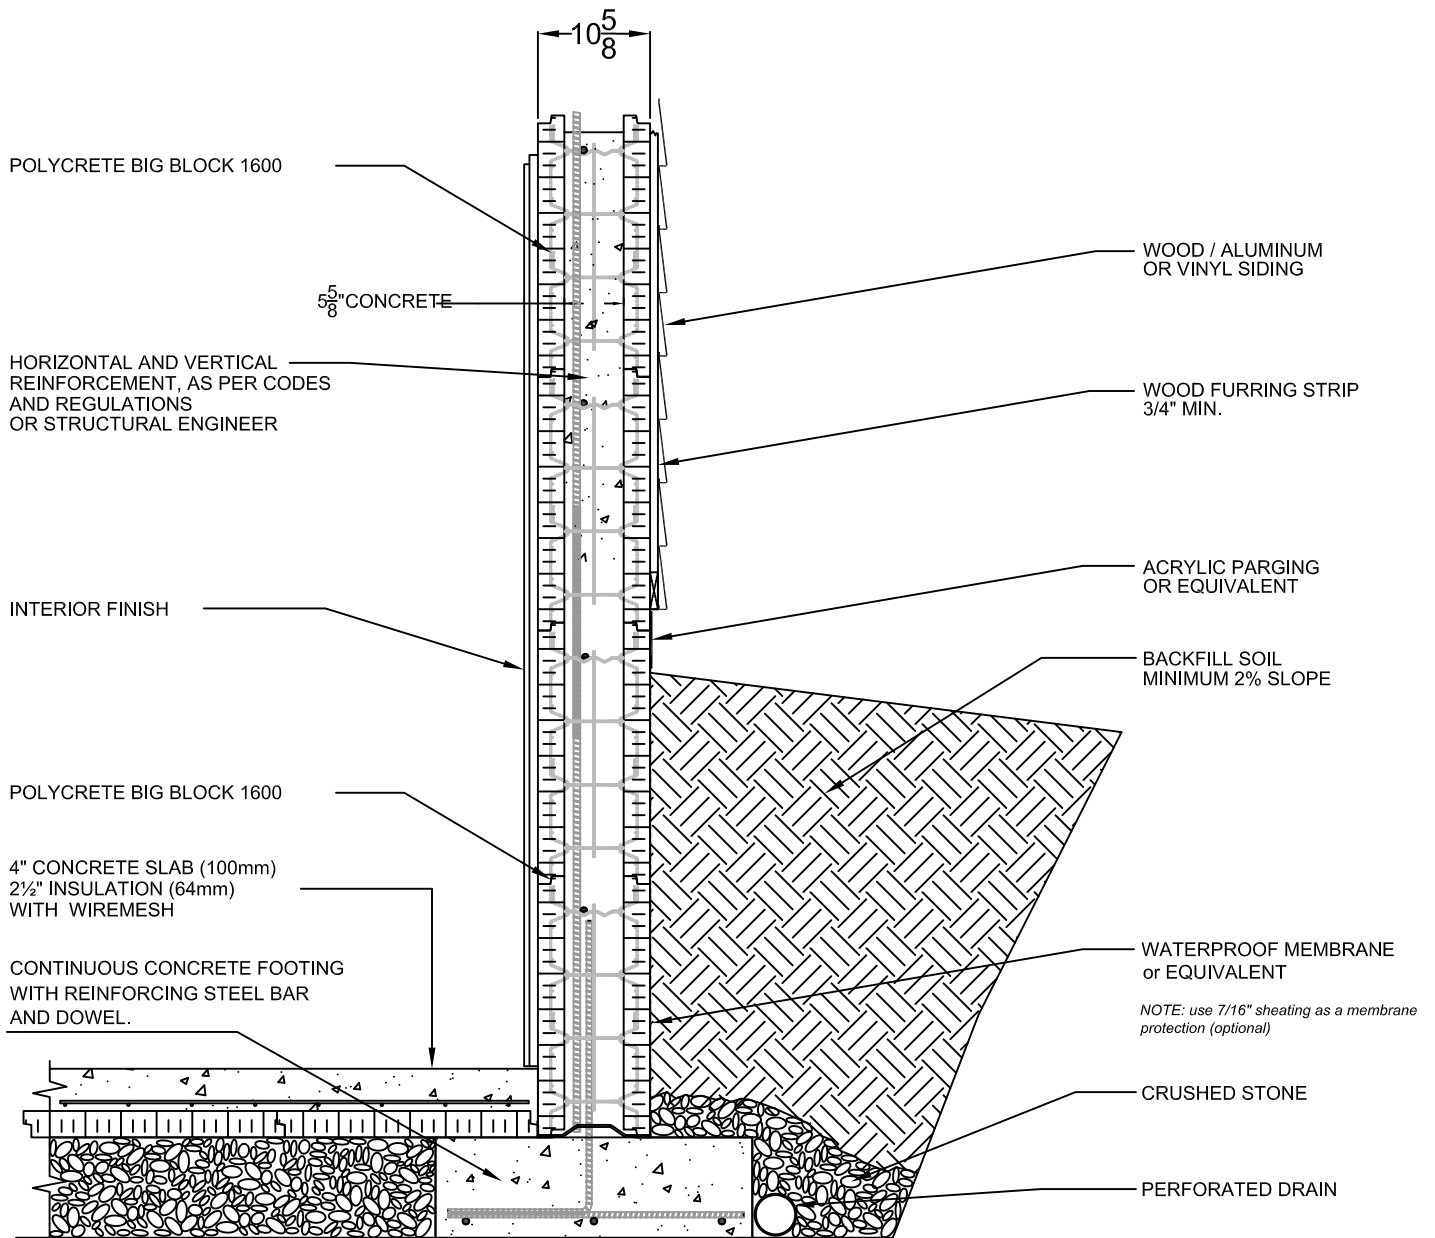 10 5/8
POLYCRETE BIG BLOCK 1600
5 5/8"CONCRETE
HORIZONTAL AND VERTICAL
REINFORCEMENT, AS PER CODES
AND REGULATIONS
OR STRUCTURAL ENGINEER
INTERIOR FINISH
POLYCRETE BIG BLOCK 1600
4" CONCRETE SLAB (100mm)
2½" INSULATION (64mm)
WITH WIREMESH
CONTINUOUS CONCRETE FOOTING
WITH REINFORCING STEEL BAR
AND DOWEL.
WOOD / ALUMINUM
OR VINYL SIDING
WOOD FURRING STRIP
3/4" MIN.
ACRYLIC PARGING
OR EQUIVALENT
BACKFILL SOIL
MINIMUM 2% SLOPE
WATERPROOF MEMBRANE
or EQUIVALENT
NOTE: use 7/16" sheating as a membrane
protection (optional)
CRUSHED STONE
PERFORATED DRAIN